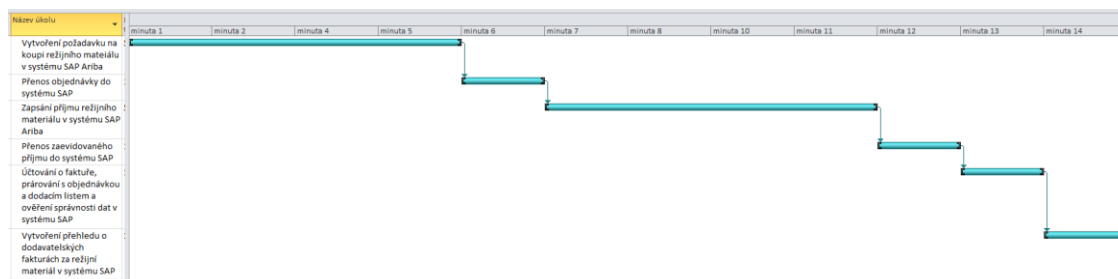 Název úkolu
minuta 1 minuta 2 minuta 4 minuta 5 minuta 6 minuta 7 minuta 8 minuta 10 minuta 11 minuta 12 minuta 13 minuta 14
Vytvoření požadavku na
koupi režijního mateiálu
v systému SAP Ariba
Přenos objednávky do
systému SAP
Zapsání příjmu režijního
materiálu v systému SAP
Ariba
Přenos zaevidovaného
příjmu do systému SAP
Účtování o faktuře,
prárování s objednávkou
a dodacím listem a
ověření správnosti dat v
systému SAP
Vytvoření přehledu o
dodavatelských
fakturách za režijní
materiál v systému SAP